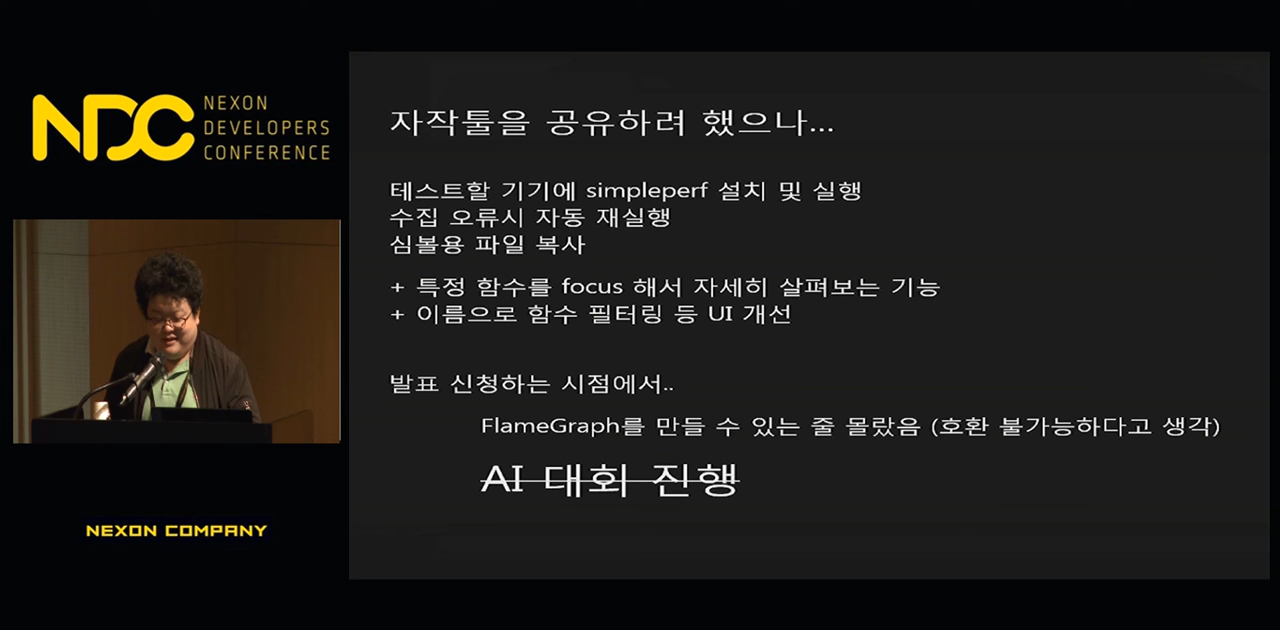 NDC
NEXON
DEVELOPERS
CONFERENCE
NEXON COMPANY
자작툴을 공유하려 했으나...
테스트할 기기에 simpleperf 설치 및 실행
수집 오류시 자동 재실행
심볼용 파일 복사
+ 특정 함수를 focus 해서 자세히 살펴보는 기능
+ 이름으로 함수 필터링 등 UI 개선
발표 신청하는 시점에서..
FlameGraph를 만들 수 있는 줄 몰랐음 (호환 불가능하다고 생각)
AI 대회 진행